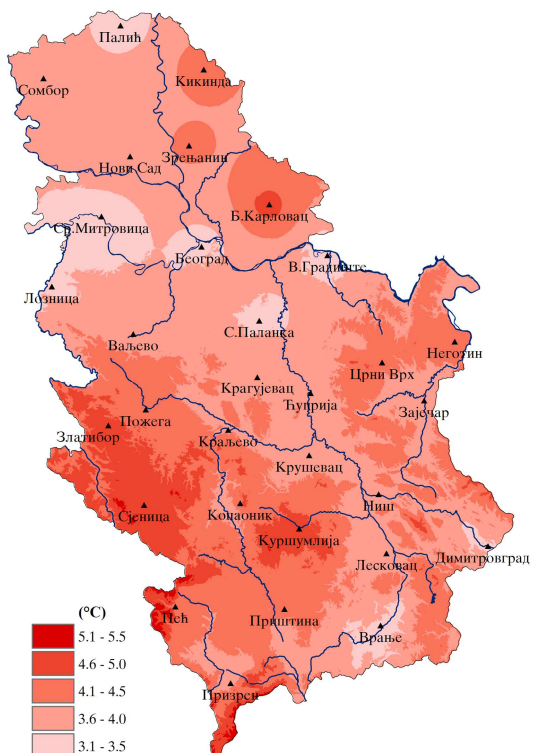 Палић
Кикинда
Сомбор
Зрењанин
Нови Сад
Б.Карловац
Ср.Митровица
Београд
В.Градиште
Лозница
С.Паланка
Ваљево
Неготин
Црни Врх
Крагујевац
Ћуприја
Зајечар
Пожега
Златибор
Краљево
Крушевац
Ниш
Сјеница
Копаоник
Куршумлија
Лесковац
Димитровград
Пећ
Приштина
Врање
Призрен
(°C)
5.1 - 5.5
4.6 - 5.0
4.1 - 4.5
3.6 - 4.0
3.1 - 3.5